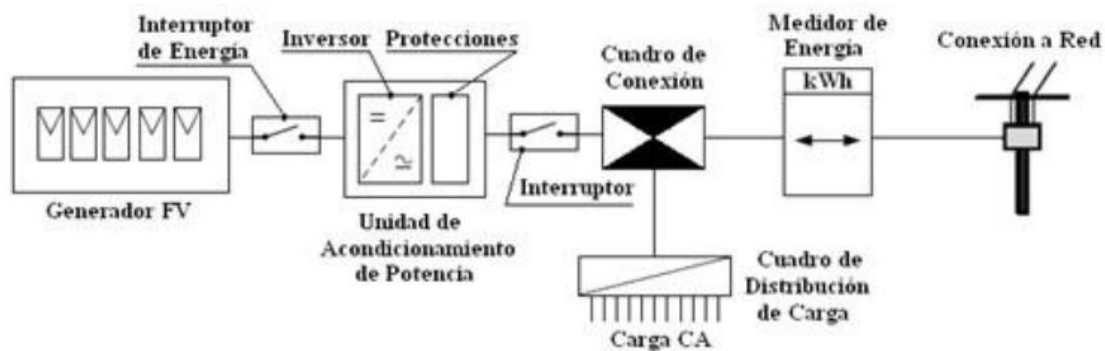 Interruptor
de Energía
Inversor
Protecciones
Cuadro de
Conexión
Medidor de
Energía
kWh
Conexión a Red
Generador FV
Unidad de
Acondicionamiento
de Potencia
Interruptor
Cuadro de
Distribución
de Carga
Carga CA